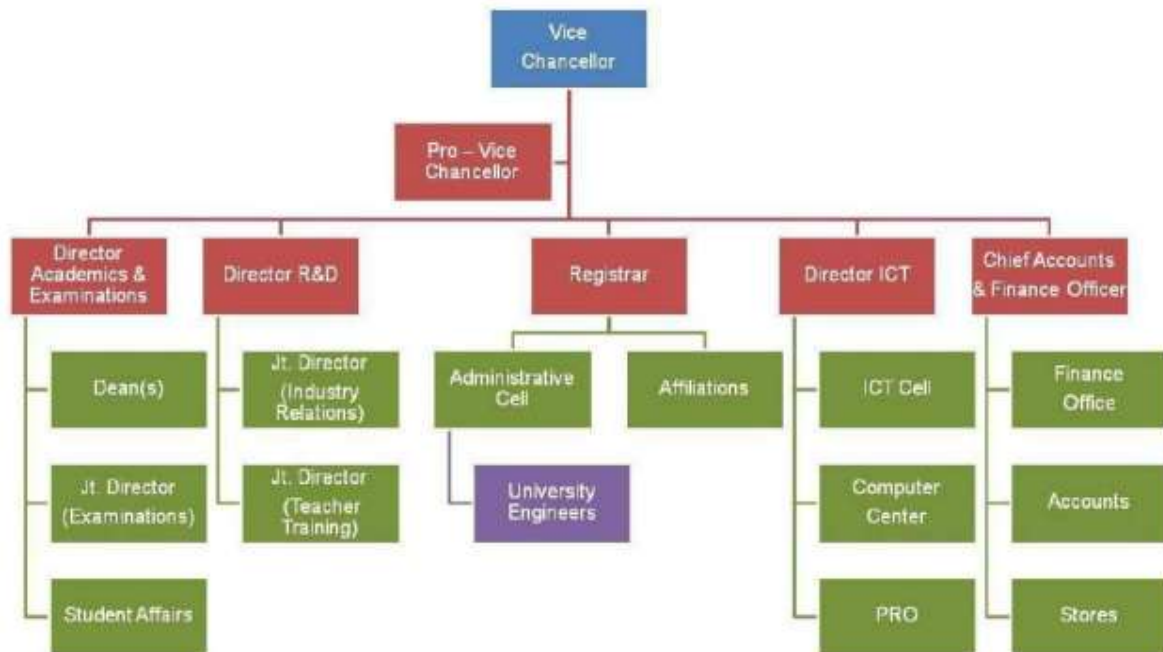 Vice
Chancellor
Pro – Vice
Chancellor
Director
Academics &
Examinations
Director R&D
Registrar
Director ICT
Chief Accounts
& Finance Officer
Dean(s)
Jt. Director
(Examinations)
Student Affairs
Jt. Director
(Industry
Relations)
Jt. Director
(Teacher
Training)
Administrative
Cell
Affiliations
University
Engineers
ICT Cell
Computer
Center
PRO
Finance
Office
Accounts
Stores